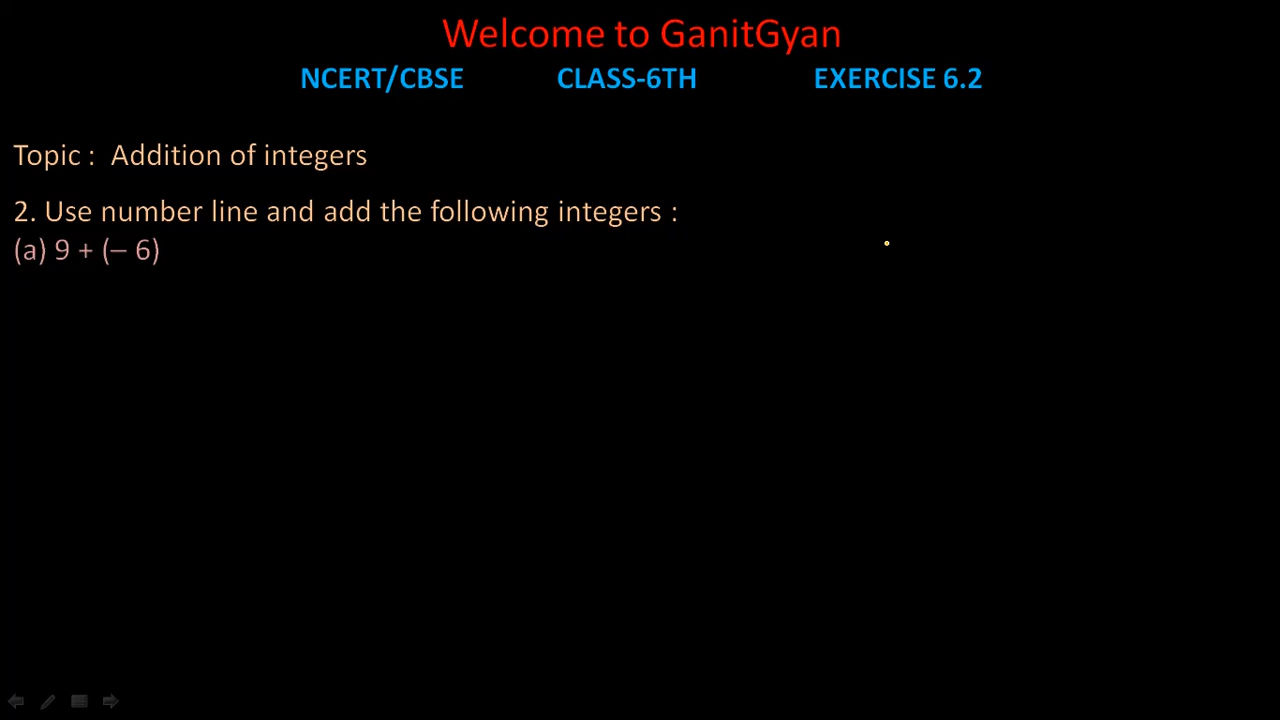 Welcome to GanitGyan
NCERT/CBSE CLASS-6TH EXERCISE 6.2
Topic : Addition of integers
2. Use number line and add the following integers :
(a) 9 + (– 6)